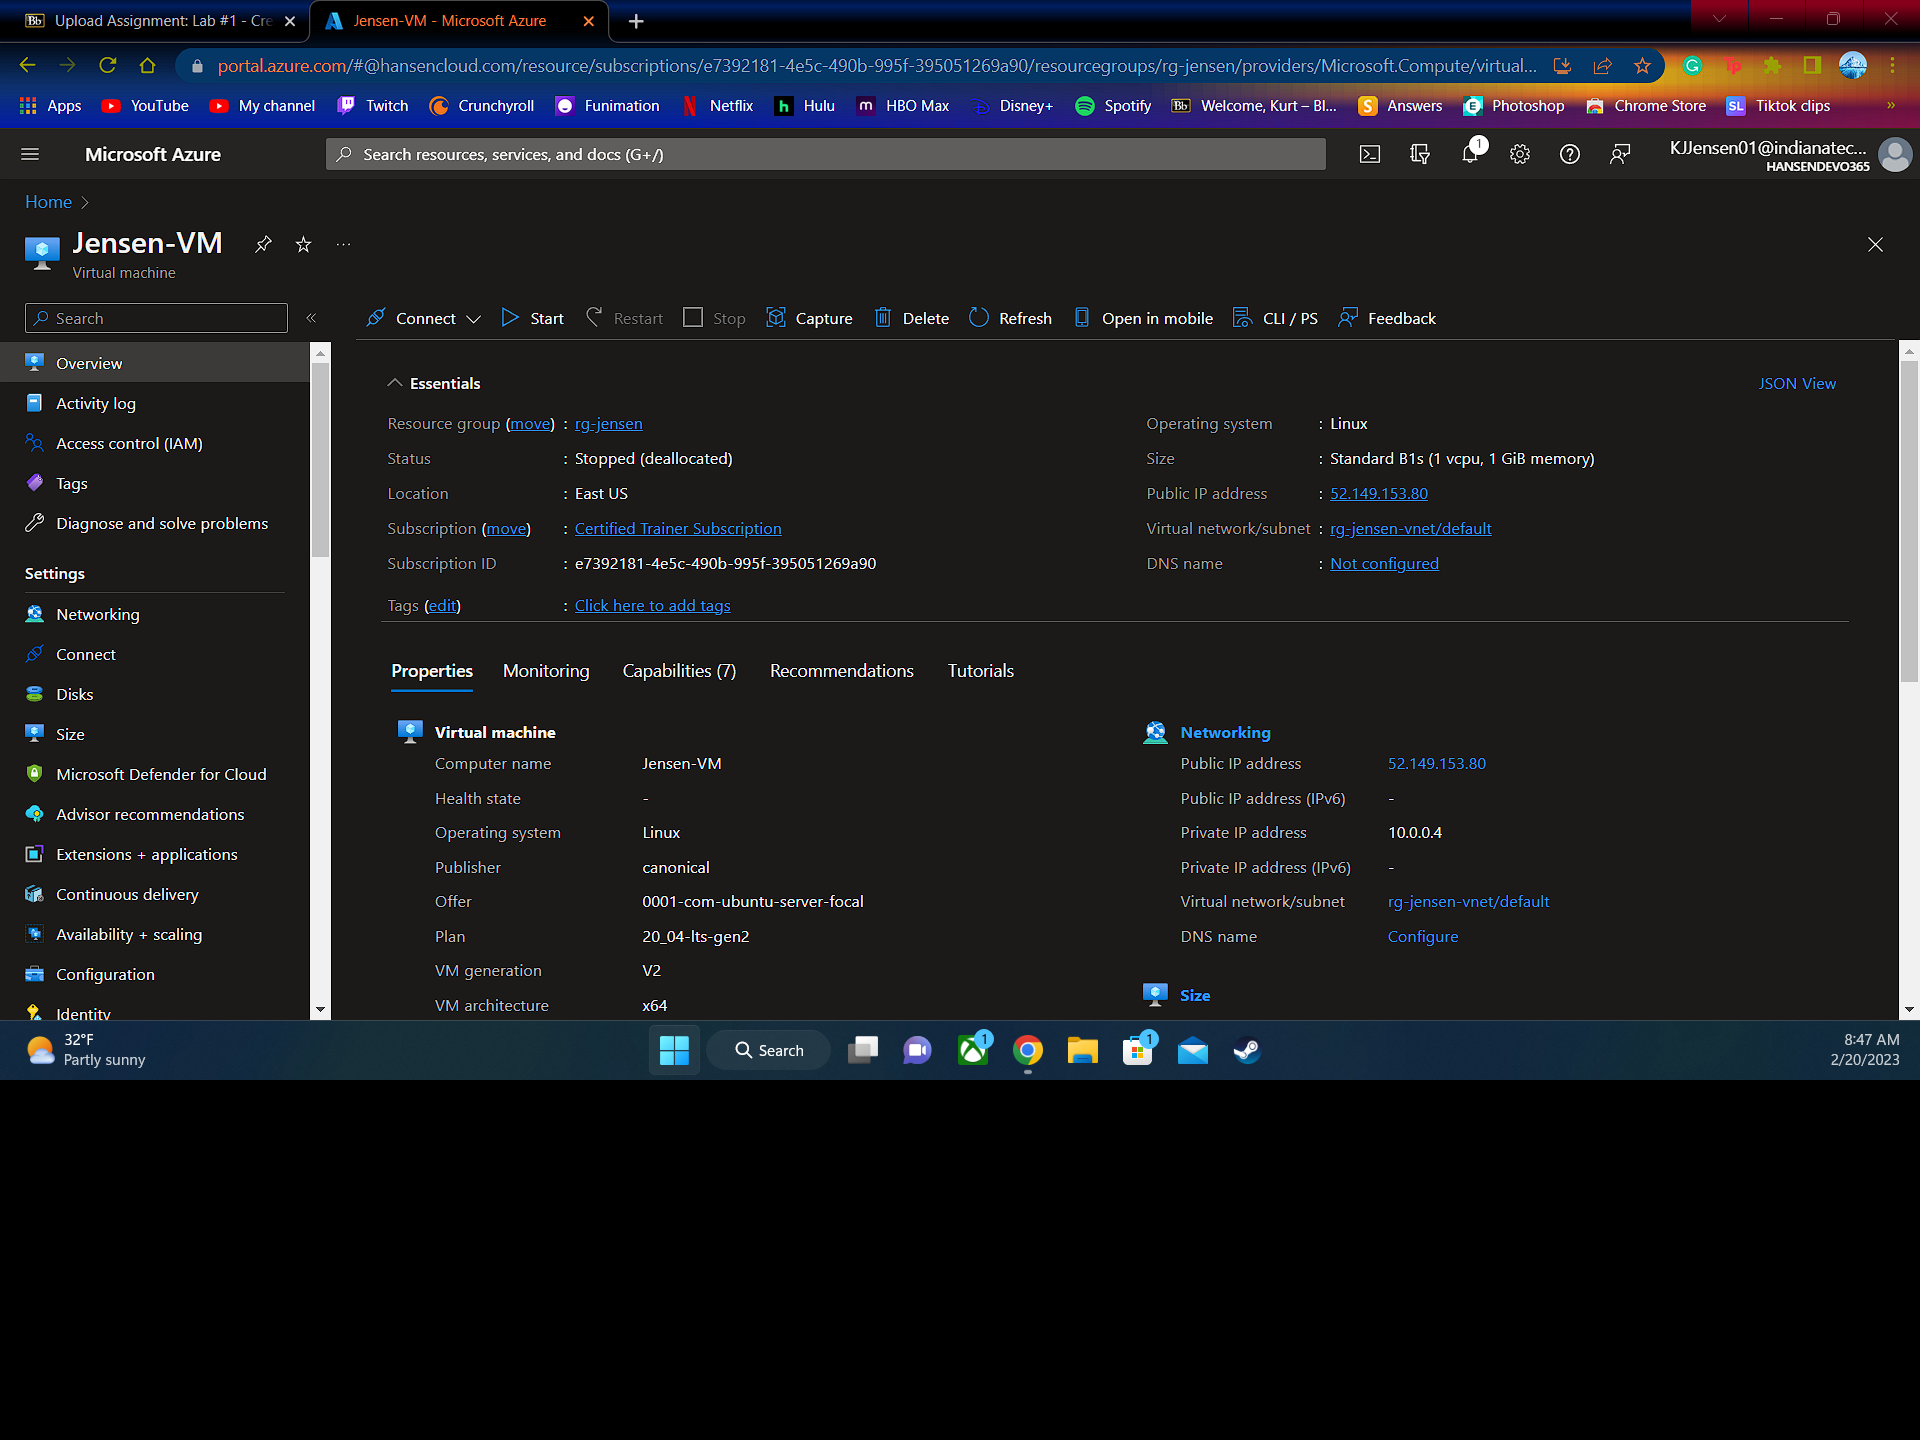 Upload Assignment: Lab #1 - Cre
Jensen-VM - Microsoft Azure
portal.azure.com/#@hansencloud.com/resource/subscriptions/e7392181-4e5c-490b-995f-395051269a90/resourcegroups/rg-jensen/providers/Microsoft.Compute/virtual...
Apps YouTube My channel Twitch Crunchyroll Funimation Netflix Hulu HBO Max Disney+ Spotify Bb Welcome, Kurt – Bl... Answers Photoshop Chrome Store SL Tiktok clips »
Microsoft Azure
Search resources, services, and docs (G+/)
1
KJJensen01@indianatec...
HANSENDEVO365
Home >
Jensen-VM
Virtual machine
Search
Connect Start Restart Stop Capture Delete Refresh Open in mobile CLI / PS Feedback
Overview
Activity log
Access control (IAM)
Tags
Diagnose and solve problems
Settings
Networking
Connect
Disks
Size
Microsoft Defender for Cloud
Advisor recommendations
Extensions + applications
Continuous delivery
Availability + scaling
Configuration
Identity
Essentials
JSON View
Resource group (move) : rg-jensen
Status : Stopped (deallocated)
Location : East US
Subscription (move) : Certified Trainer Subscription
Subscription ID : e7392181-4e5c-490b-995f-395051269a90
Tags (edit) : Click here to add tags
Operating system : Linux
Size : Standard B1s (1 vcpu, 1 GiB memory)
Public IP address : 52.149.153.80
Virtual network/subnet : rg-jensen-vnet/default
DNS name : Not configured
Properties Monitoring Capabilities (7) Recommendations Tutorials
Virtual machine
Computer name Jensen-VM
Health state -
Operating system Linux
Publisher canonical
Offer 0001-com-ubuntu-server-focal
Plan 20_04-lts-gen2
VM generation V2
VM architecture x64
Networking
Public IP address 52.149.153.80
Public IP address (IPv6) -
Private IP address 10.0.0.4
Private IP address (IPv6) -
Virtual network/subnet rg-jensen-vnet/default
DNS name Configure
Size
32°F
Partly sunny
Search
1
1
8:47 AM
2/20/2023